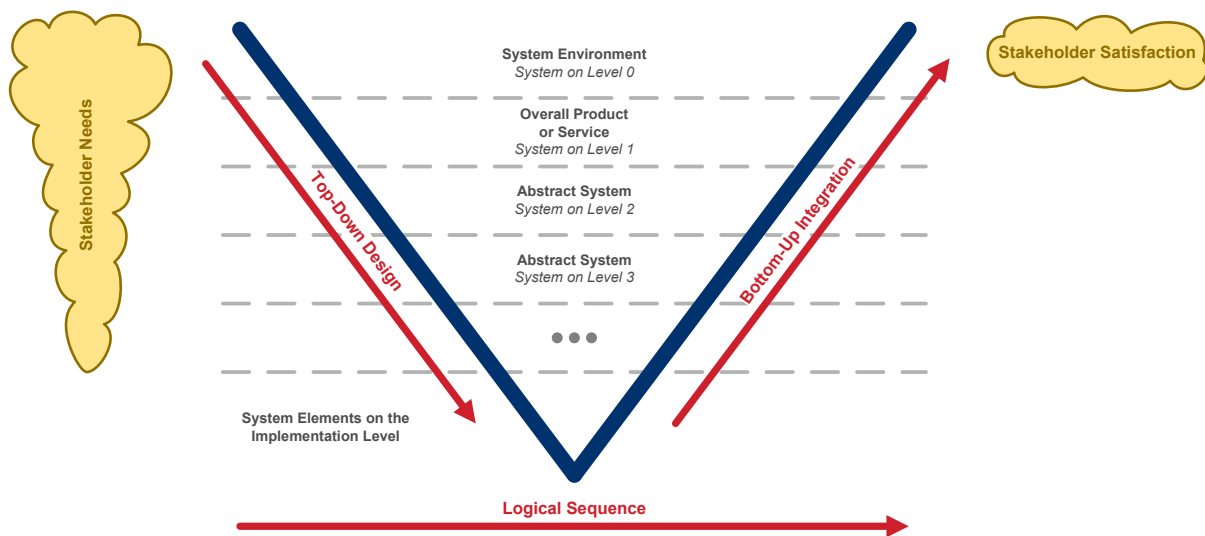 Stakeholder Needs
Top-Down Design
System Environment
System on Level 0
Overall Product
or Service
System on Level 1
Abstract System
System on Level 2
Abstract System
System on Level 3
System Elements on the
Implementation Level
Bottom-Up Integration
Stakeholder Satisfaction
Logical Sequence